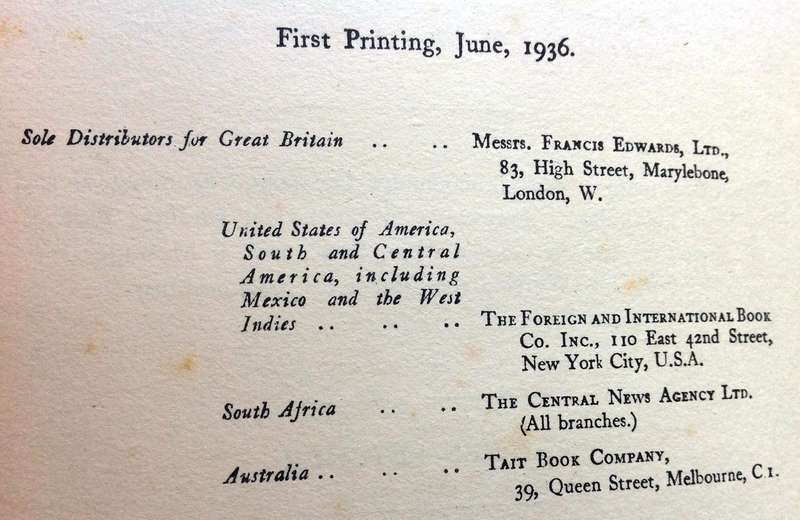 First Printing, June, 1936.
Sole Distributors for Great Britain .. .. Messrs. Francis Edwards, Ltd.,
83, High Street, Marylebone,
London, W.
United States of America,
South and Central
America, including
Mexico and the West
Indies .. .. .. The Foreign and International Book
Co. Inc., 110 East 42nd Street,
New York City, U.S.A.
South Africa .. .. The Central News Agency Ltd.
(All branches.)
Australia .. .. .. Tait Book Company,
39, Queen Street, Melbourne, C.1.